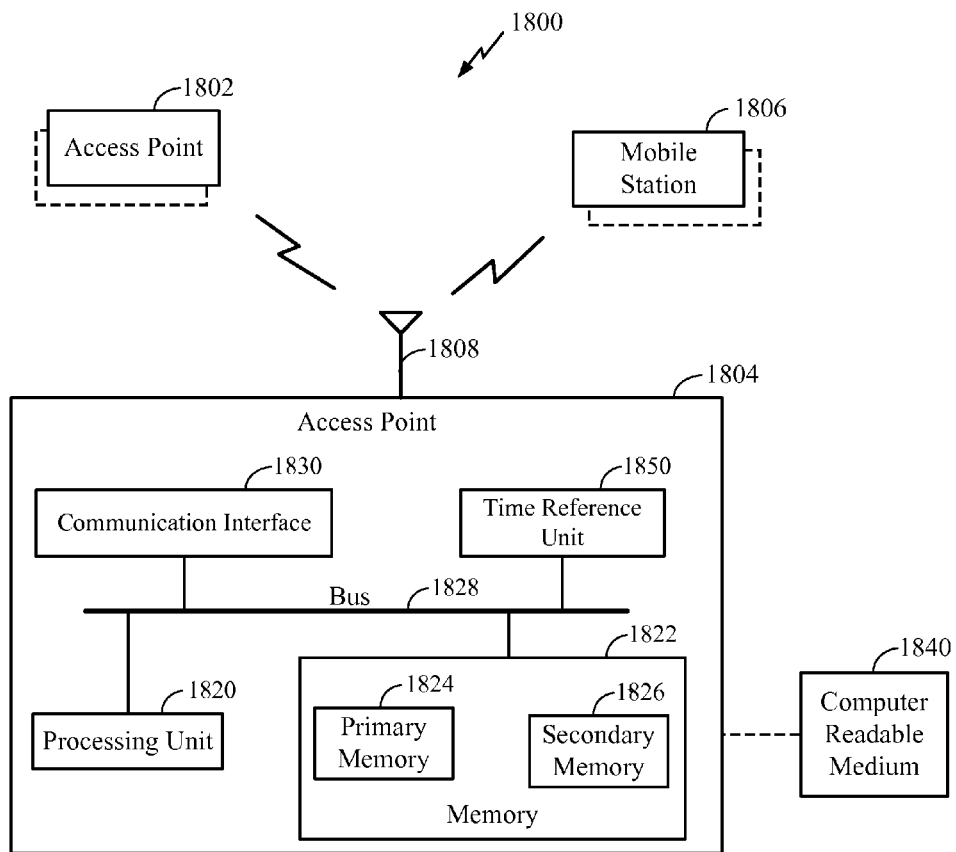 1800
1802
Access Point
1806
Mobile
Station
1808
1804
Access Point
1830
Communication Interface
1850
Time Reference
Unit
Bus
1828
1822
1820
Processing Unit
1824
Primary
Memory
1826
Secondary
Memory
Memory
1840
Computer
Readable
Medium